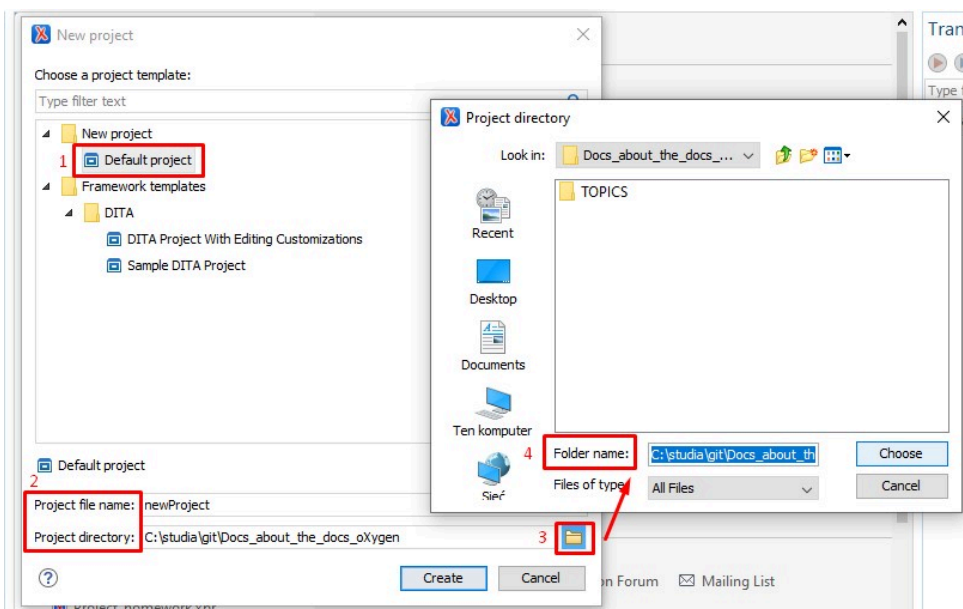 New project
Choose a project template:
Type filter text
New project
1 Default project
Framework templates
DITA
DITA Project With Editing Customizations
Sample DITA Project
Default project
2
Project file name: newProject
Project directory: C:\studia\git\Docs_about_the_docs_oXygen
3
Create Cancel
Project directory
Look in: Docs_about_the_docs_...
TOPICS
Recent
Desktop
Documents
Ten komputer
Sieć
4 Folder name: C:\studia\git\Docs_about_th Choose
Files of type: All Files Cancel
Tran
Type
on Forum Mailing List
Project_homework.xpr